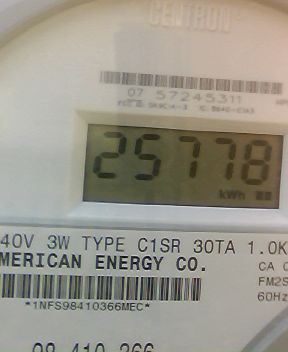 CENTRON
07 57245311
25778
kWh
40V 3W TYPE C1SR 30TA 1.0K
MERICAN ENERGY CO.
CA
FM2S
60Hz
*1NFS98410366MEC*
98 410 366